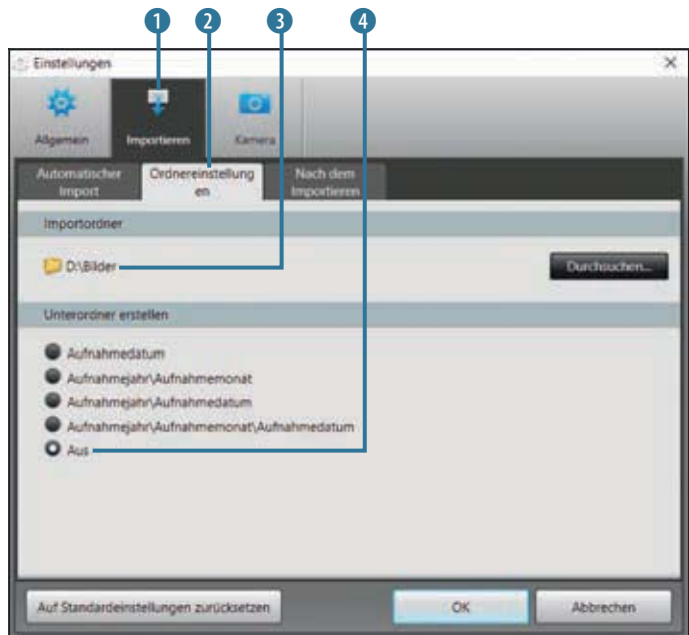 1 2 3 4
Einstellungen
Allgemein Importieren Kamera
Automatischer Import
Ordnereinstellung en
Nach dem Importieren
Importordner
D:\Bilder
Durchsuchen...
Unterordner erstellen
Aufnahmedatum
Aufnahmejahr\Aufnahmemonat
Aufnahmejahr\Aufnahmedatum
Aufnahmejahr\Aufnahmemonat\Aufnahmedatum
Aus
Auf Standardeinstellungen zurücksetzen
OK
Abbrechen